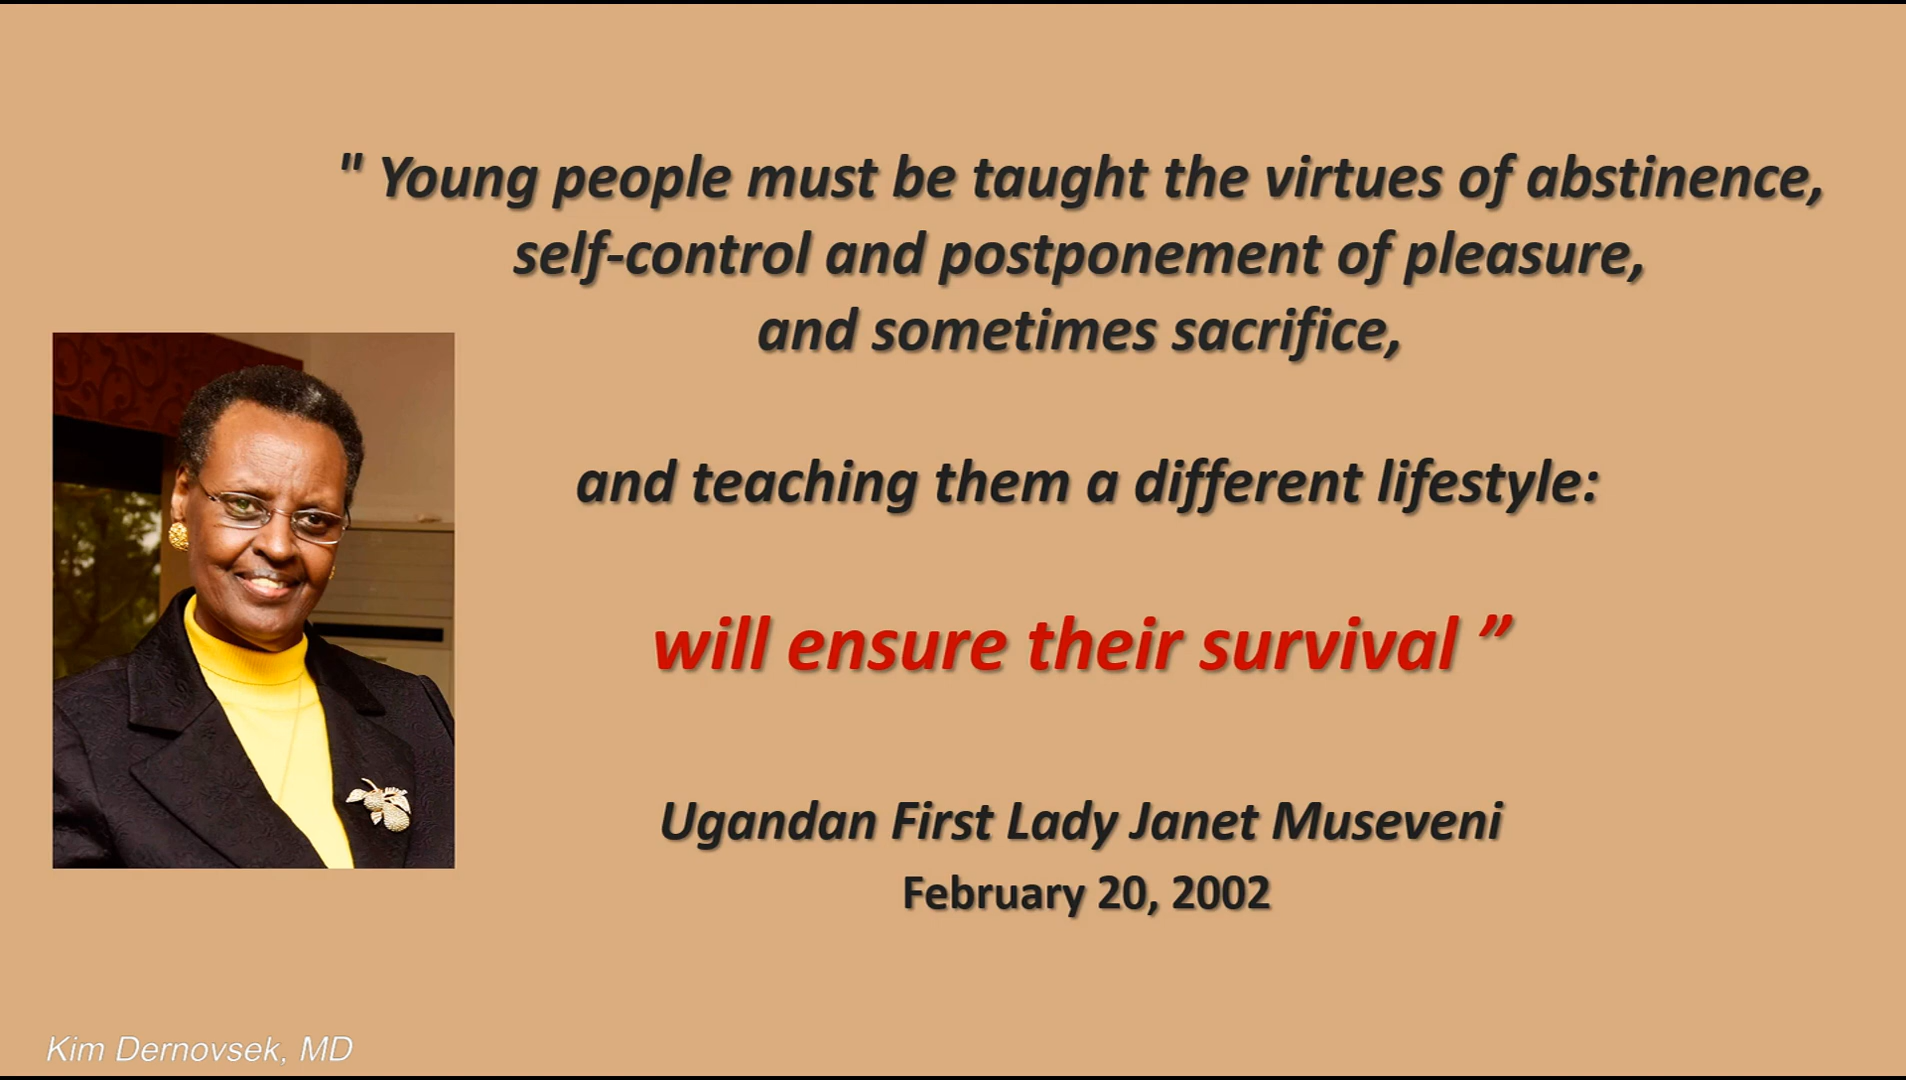 " Young people must be taught the virtues of abstinence,
self-control and postponement of pleasure,
and sometimes sacrifice,
and teaching them a different lifestyle:
will ensure their survival ”
Ugandan First Lady Janet Museveni
February 20, 2002
Kim Dernovsek, MD